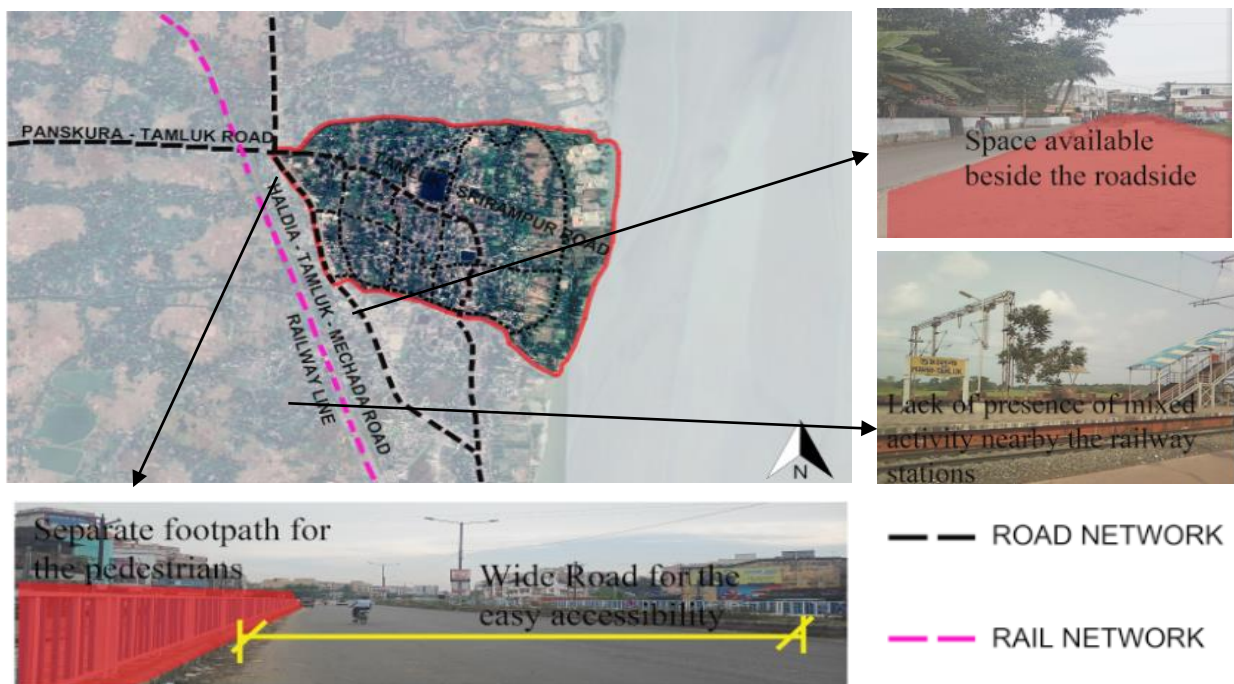 PANSKURA - TAMLUK ROAD
SRIRAMPUR ROAD
HALDIA - TAMLUK - MECHADA ROAD
RAILWAY LINE
N
Space available
beside the roadside
Lack of presence of mixed
activity nearby the railway
stations
Separate footpath for
the pedestrians
Wide Road for the
easy accessibility
ROAD NETWORK
RAIL NETWORK